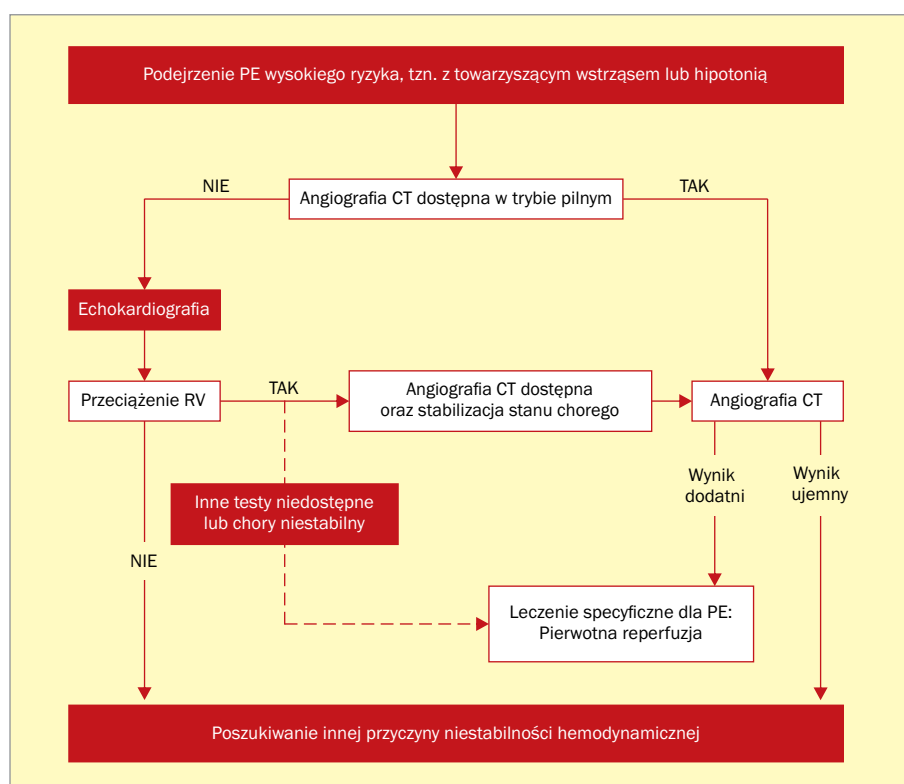 Podejrzenie PE wysokiego ryzyka, tzn. z towarzyszącym wstrząsem lub hipotonią
NIE
Angiografia CT dostępna w trybie pilnym
TAK
Echokardiografia
Przeciążenie RV
TAK
Angiografia CT dostępna
oraz stabilizacja stanu chorego
Angiografia CT
Inne testy niedostępne
lub chory niestabilny
Wynik
dodatni
Wynik
ujemny
NIE
Leczenie specyficzne dla PE:
Pierwotna reperfuzja
Poszukiwanie innej przyczyny niestabilności hemodynamicznej